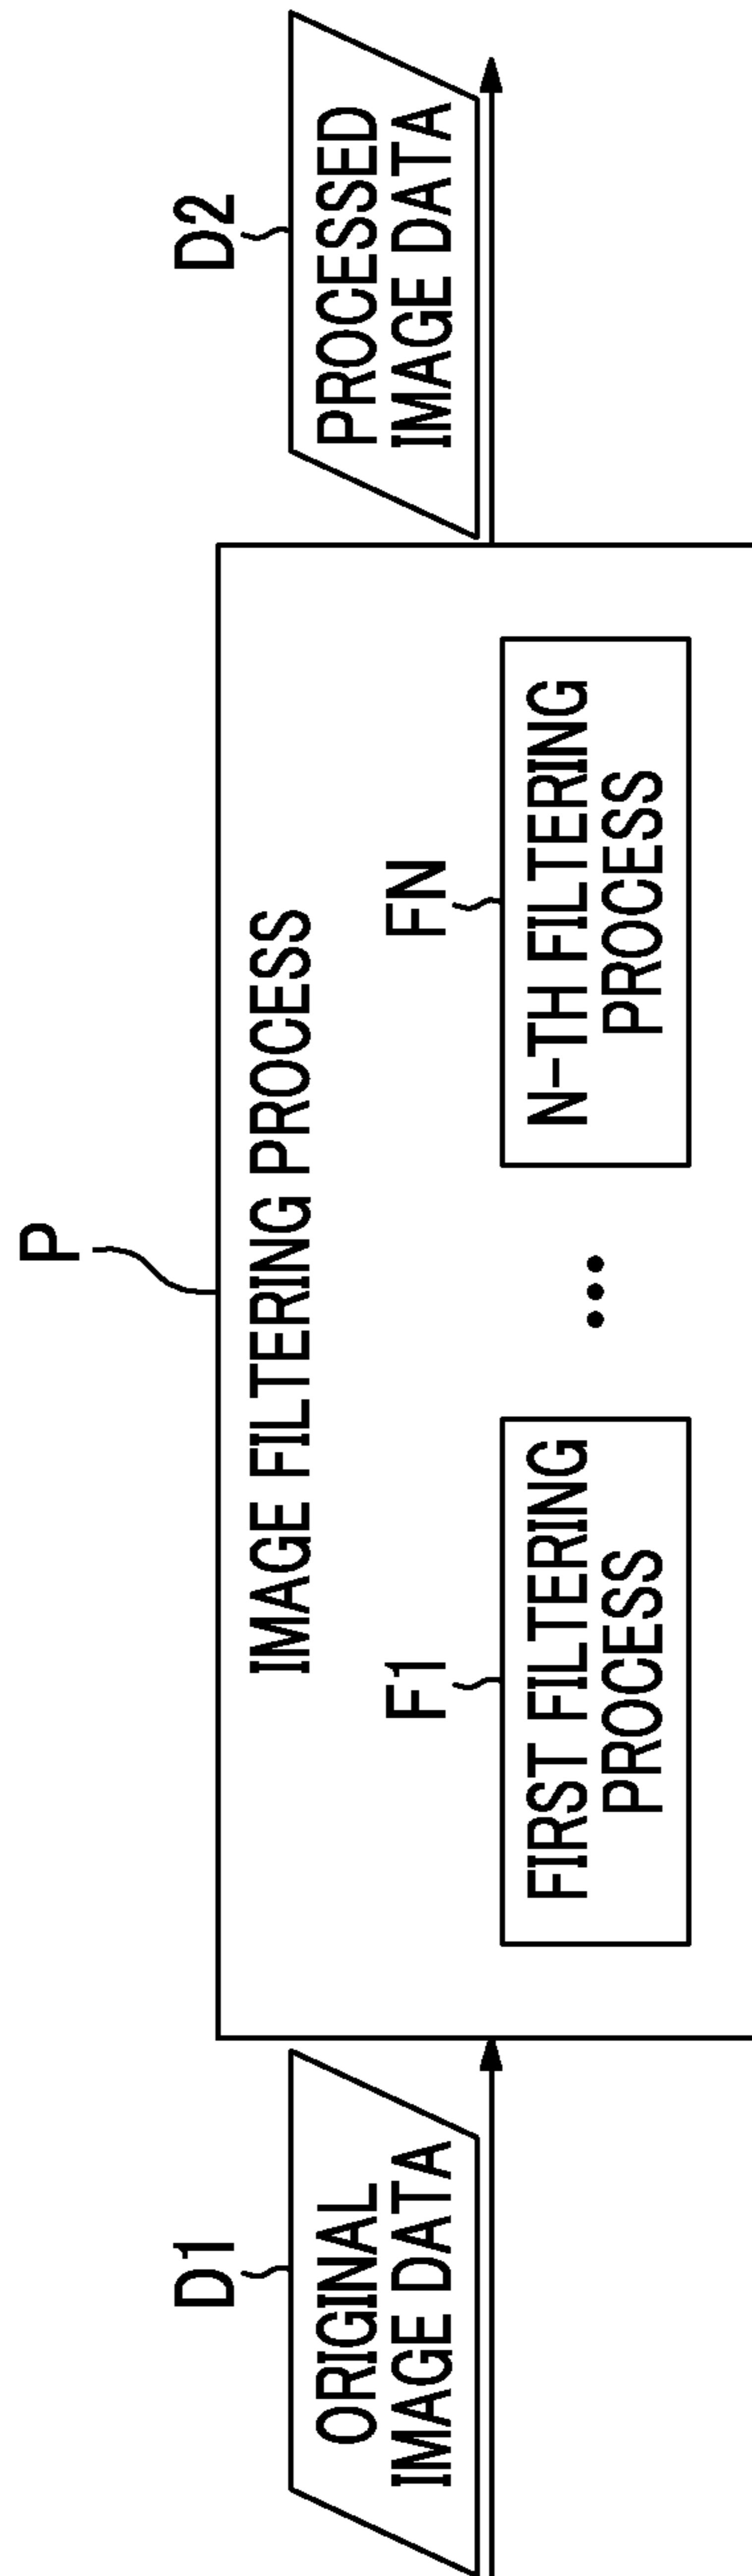 P
IMAGE FILTERING PROCESS
D1
ORIGINAL
IMAGE DATA
F1
FIRST FILTERING
PROCESS
...
FN
N-TH FILTERING
PROCESS
D2
PROCESSED
IMAGE DATA